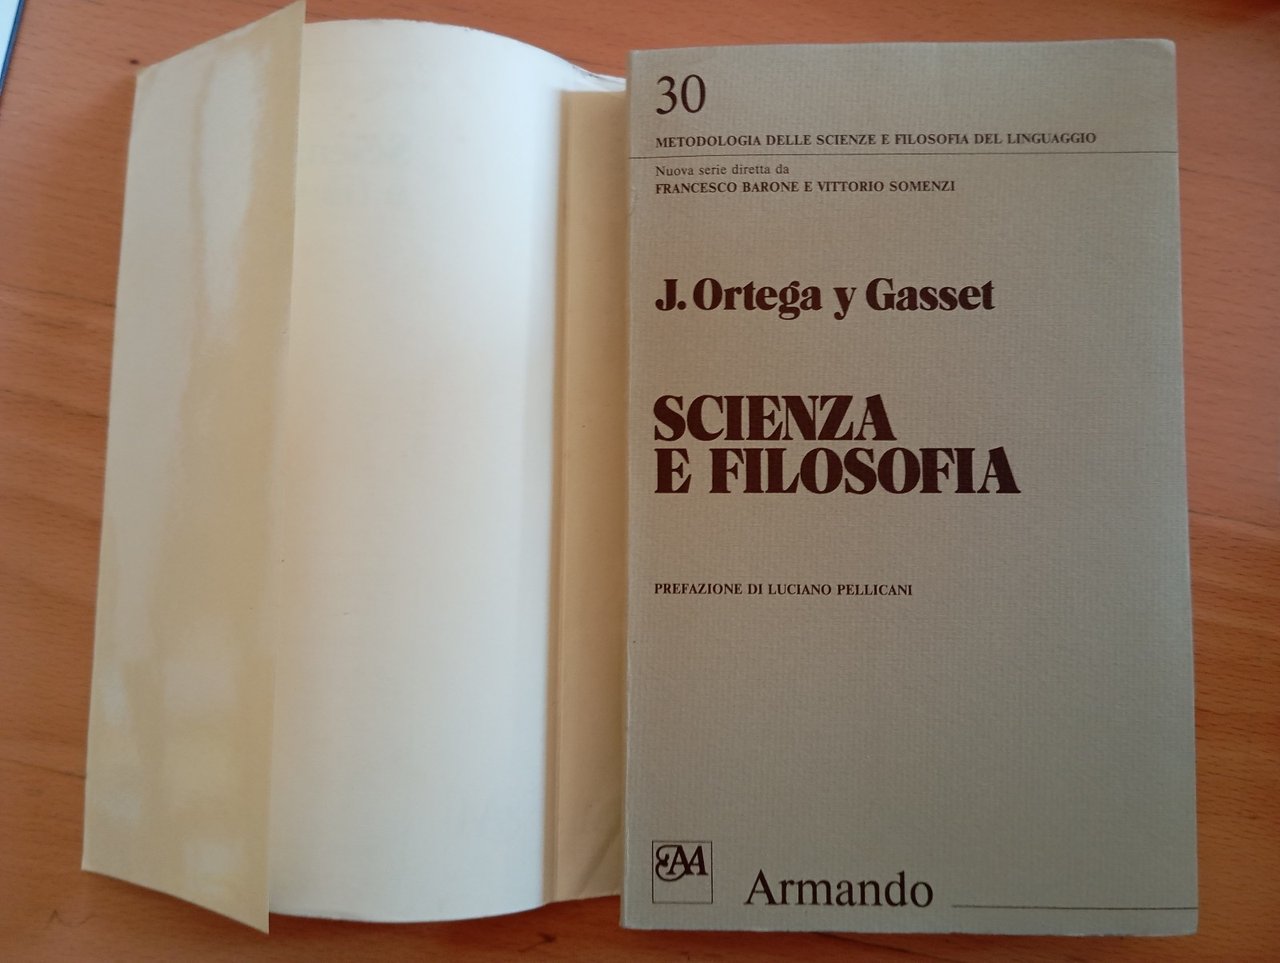 30
METODOLOGIA DELLE SCIENZE E FILOSOFIA DEL LINGUAGGIO
Nuova serie diretta da
FRANCESCO BARONE E VITTORIO SOMENZI
J. Ortega y Gasset
SCIENZA
E FILOSOFIA
PREFAZIONE DI LUCIANO PELLICANI
EAA
Armando